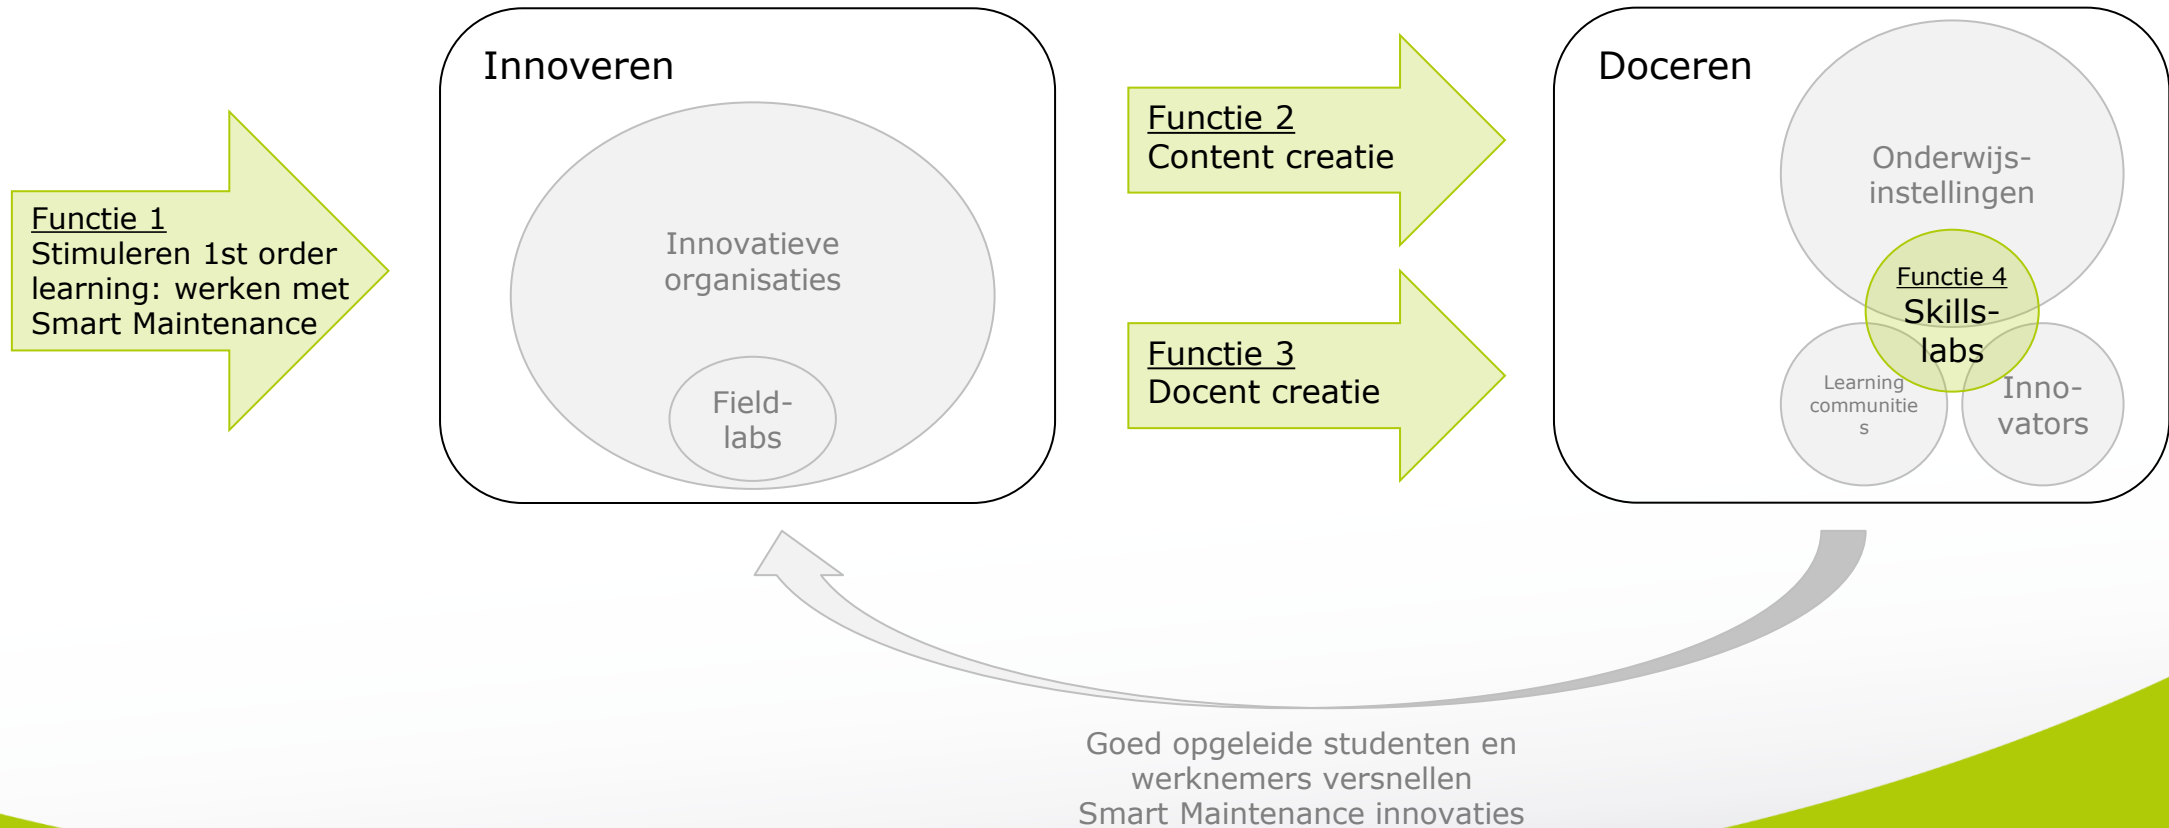 Functie 1
Stimuleren 1st order
learning: werken met
Smart Maintenance
Innoveren
Innovatieve
organisaties
Field-
labs
Functie 2
Content creatie
Functie 3
Docent creatie
Doceren
Onderwijs-
instellingen
Functie 4
Skills-
labs
Learning
communitie
s
Inno-
vators
Goed opgeleide studenten en
werknemers versnellen
Smart Maintenance innovaties